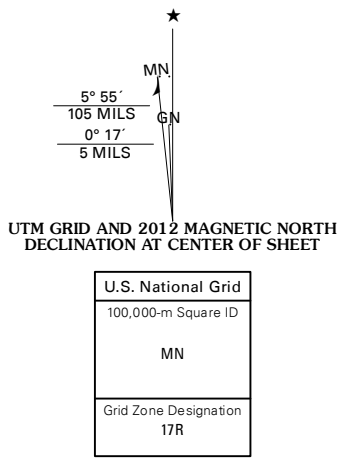 ★
MN
5° 55´
105 MILS
GN
0° 17´
5 MILS
UTM GRID AND 2012 MAGNETIC NORTH
DECLINATION AT CENTER OF SHEET
U.S. National Grid
100,000-m Square ID
MN
Grid Zone Designation
17R